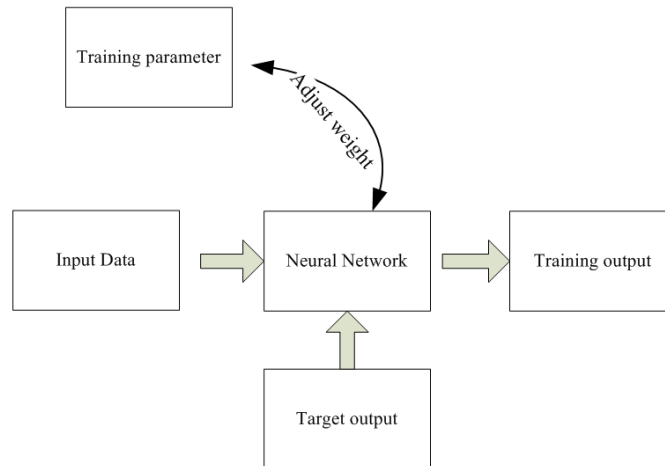 Training parameter
Adjust weight
Input Data
Neural Network
Training output
Target output